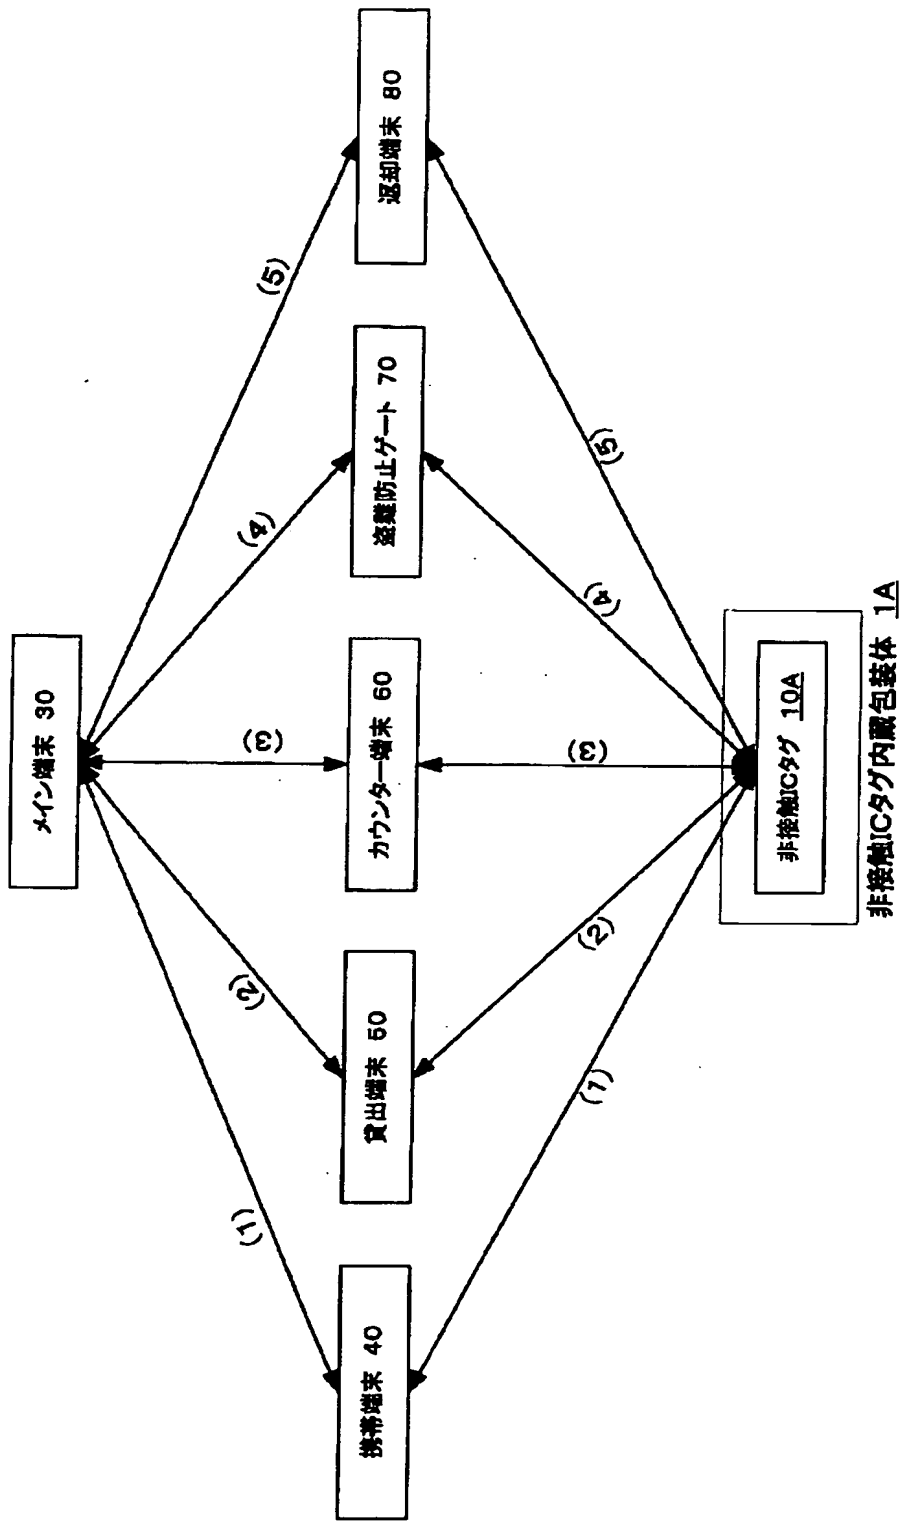 メイン端末 30
(1)
(2)
(3)
(4)
(5)
携帯端末 40
貸出端末 50
カウンター端末 60
盗難防止ゲート 70
返却端末 80
(1)
(2)
(3)
(4)
(5)
非接触ICタグ 10A
非接触ICタグ内蔵包装体 1A